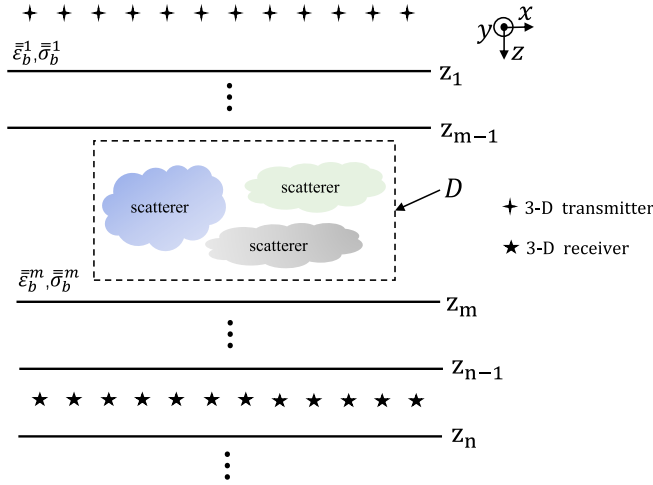 x
y
z
ε̿_b^1, σ̿_b^1
z_1
z_{m-1}
scatterer
scatterer
scatterer
D
3-D transmitter
3-D receiver
ε̿_b^m, σ̿_b^m
z_m
z_{n-1}
z_n